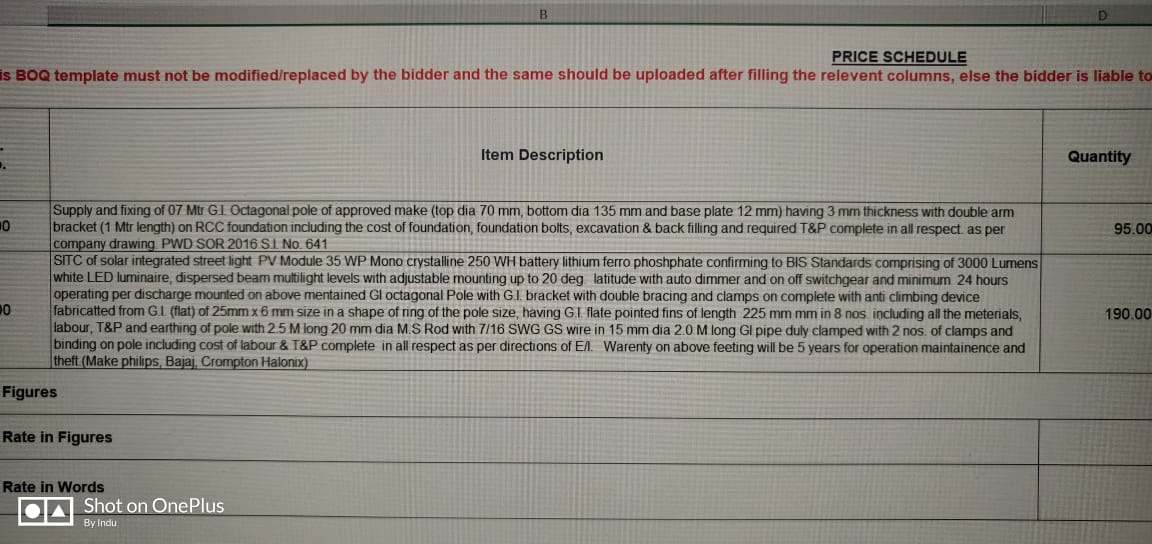 B D
PRICE SCHEDULE
is BOQ template must not be modified/replaced by the bidder and the same should be uploaded after filling the relevent columns, else the bidder is liable to
Item Description
Quantity
Supply and fixing of 07 Mtr G.I. Octagonal pole of approved make (top dia 70 mm, bottom dia 135 mm and base plate 12 mm) having 3 mm thickness with double arm
00 bracket (1 Mtr length) on RCC foundation including the cost of foundation, foundation bolts, excavation & back filling and required T&P complete in all respect. as per 95.00
company drawing. PWD SOR 2016 S.I. No. 641
SITC of solar integrated street light PV Module 35 WP Mono crystalline 250 WH battery lithium ferro phoshphate confirming to BIS Standards comprising of 3000 Lumens
white LED luminaire, dispersed beam multilight levels with adjustable mounting up to 20 deg latitude with auto dimmer and on off switchgear and minimum 24 hours
operating per discharge mounted on above mentained GI octagonal Pole with G.I. bracket with double bracing and clamps on complete with anti climbing device
00 fabricatted from G.I. (flat) of 25mm x 6 mm size in a shape of ring of the pole size, having G.I. flate pointed fins of length 225 mm mm in 8 nos. including all the meterials, 190.00
labour, T&P and earthing of pole with 2.5 M long 20 mm dia M.S Rod with 7/16 SWG GS wire in 15 mm dia 2.0 M long GI pipe duly clamped with 2 nos. of clamps and
binding on pole including cost of labour & T&P complete in all respect as per directions of E/I. Warenty on above feeting will be 5 years for operation maintainence and
theft.(Make philips, Bajaj, Crompton Halonix)
Figures
Rate in Figures
Rate in Words
Shot on OnePlus
By Indu